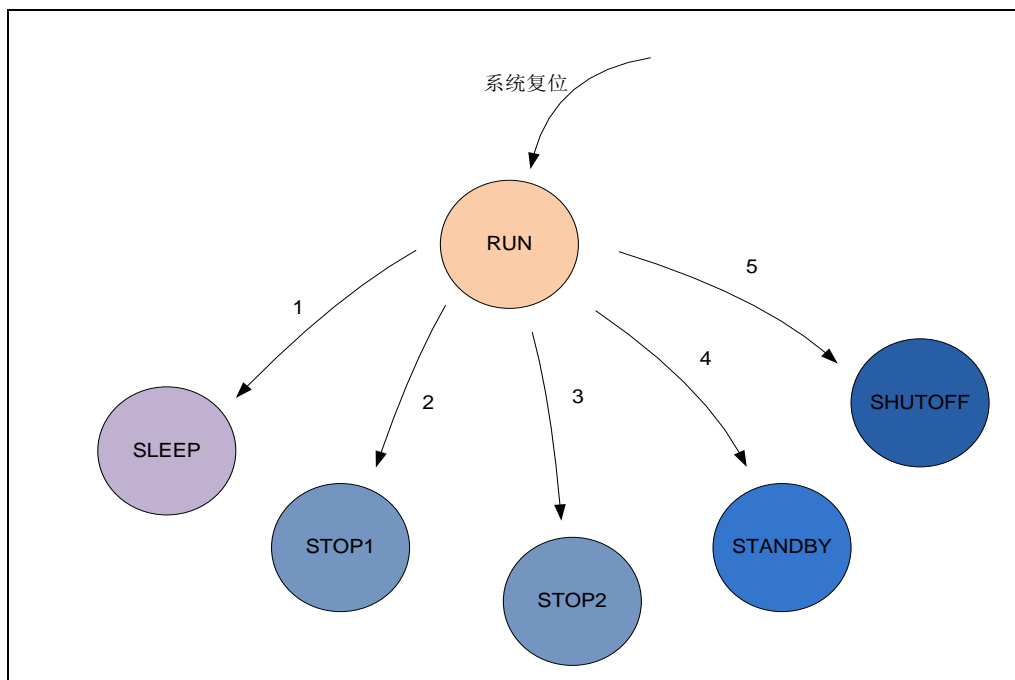 系统复位
RUN
5
1
4
2
3
SHUTOFF
SLEEP
STOP1
STANDBY
STOP2